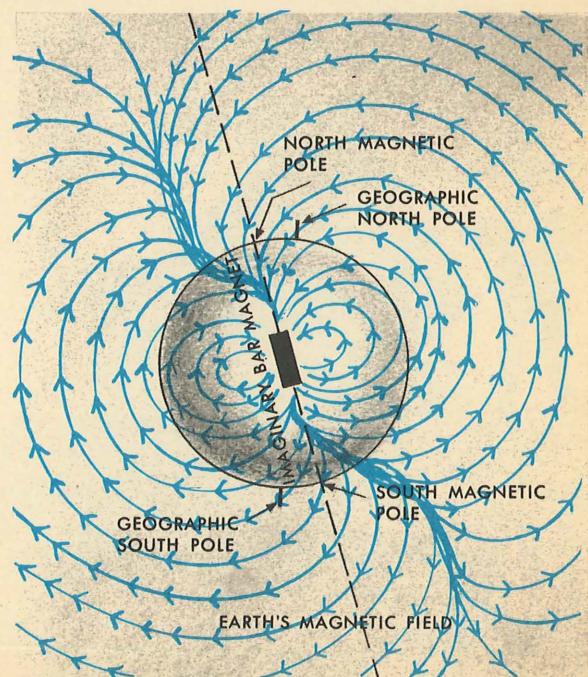 NORTH MAGNETIC
POLE
GEOGRAPHIC
NORTH POLE
IMAGINARY BAR MAGNET
SOUTH MAGNETIC
POLE
GEOGRAPHIC
SOUTH POLE
EARTH'S MAGNETIC FIELD